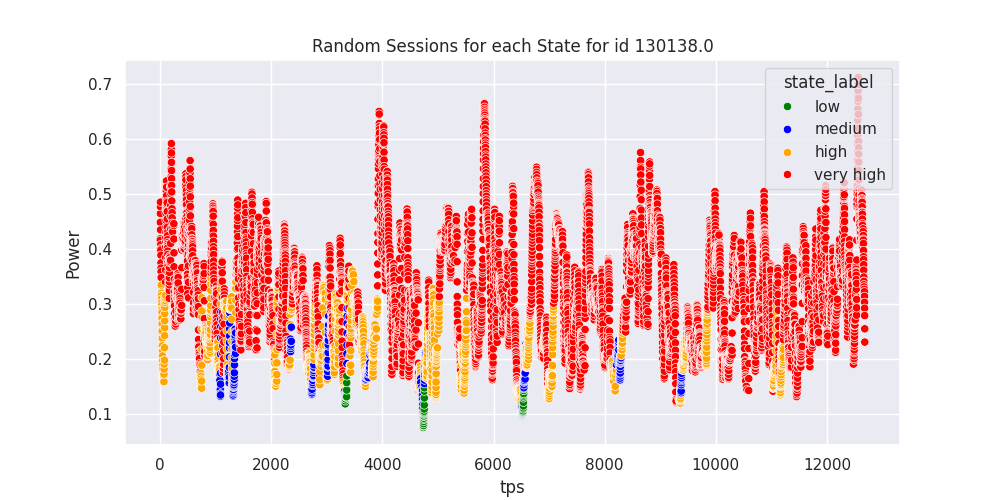 Random Sessions for each State for id 130138.0
state_label
low
medium
high
very high
Power
0.7
0.6
0.5
0.4
0.3
0.2
0.1
0
2000
4000
6000
8000
10000
12000
tps